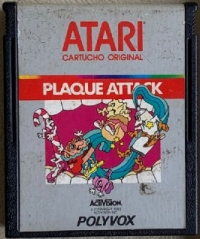 ATARI
CARTUCHO ORIGINAL
PLAQUE ATTACK
ACTIVISION
POLYVOX